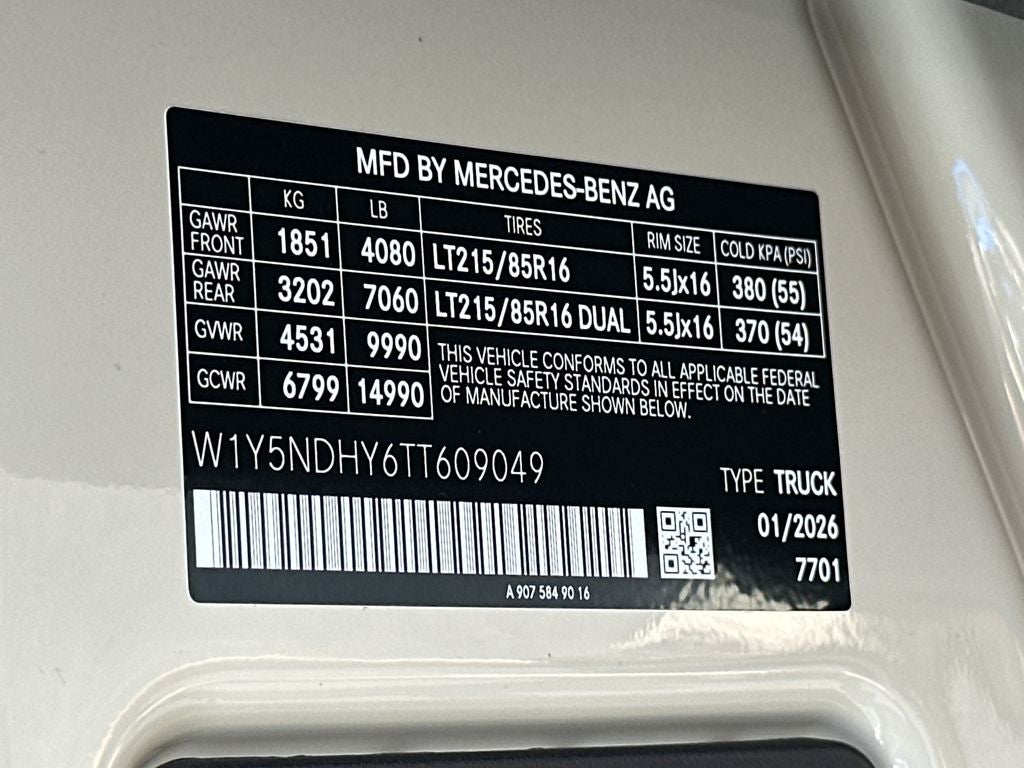 MFD BY MERCEDES-BENZ AG
KG LB TIRES RIM SIZE COLD KPA (PSI)
GAWR FRONT 1851 4080 LT215/85R16 5.5Jx16 380 (55)
GAWR REAR 3202 7060 LT215/85R16 DUAL 5.5Jx16 370 (54)
GVWR 4531 9990
GCWR 6799 14990
THIS VEHICLE CONFORMS TO ALL APPLICABLE FEDERAL
VEHICLE SAFETY STANDARDS IN EFFECT ON THE DATE
OF MANUFACTURE SHOWN BELOW.
W1Y5NDHY6TT609049
TYPE TRUCK
01/2026
7701
A 907 584 90 16